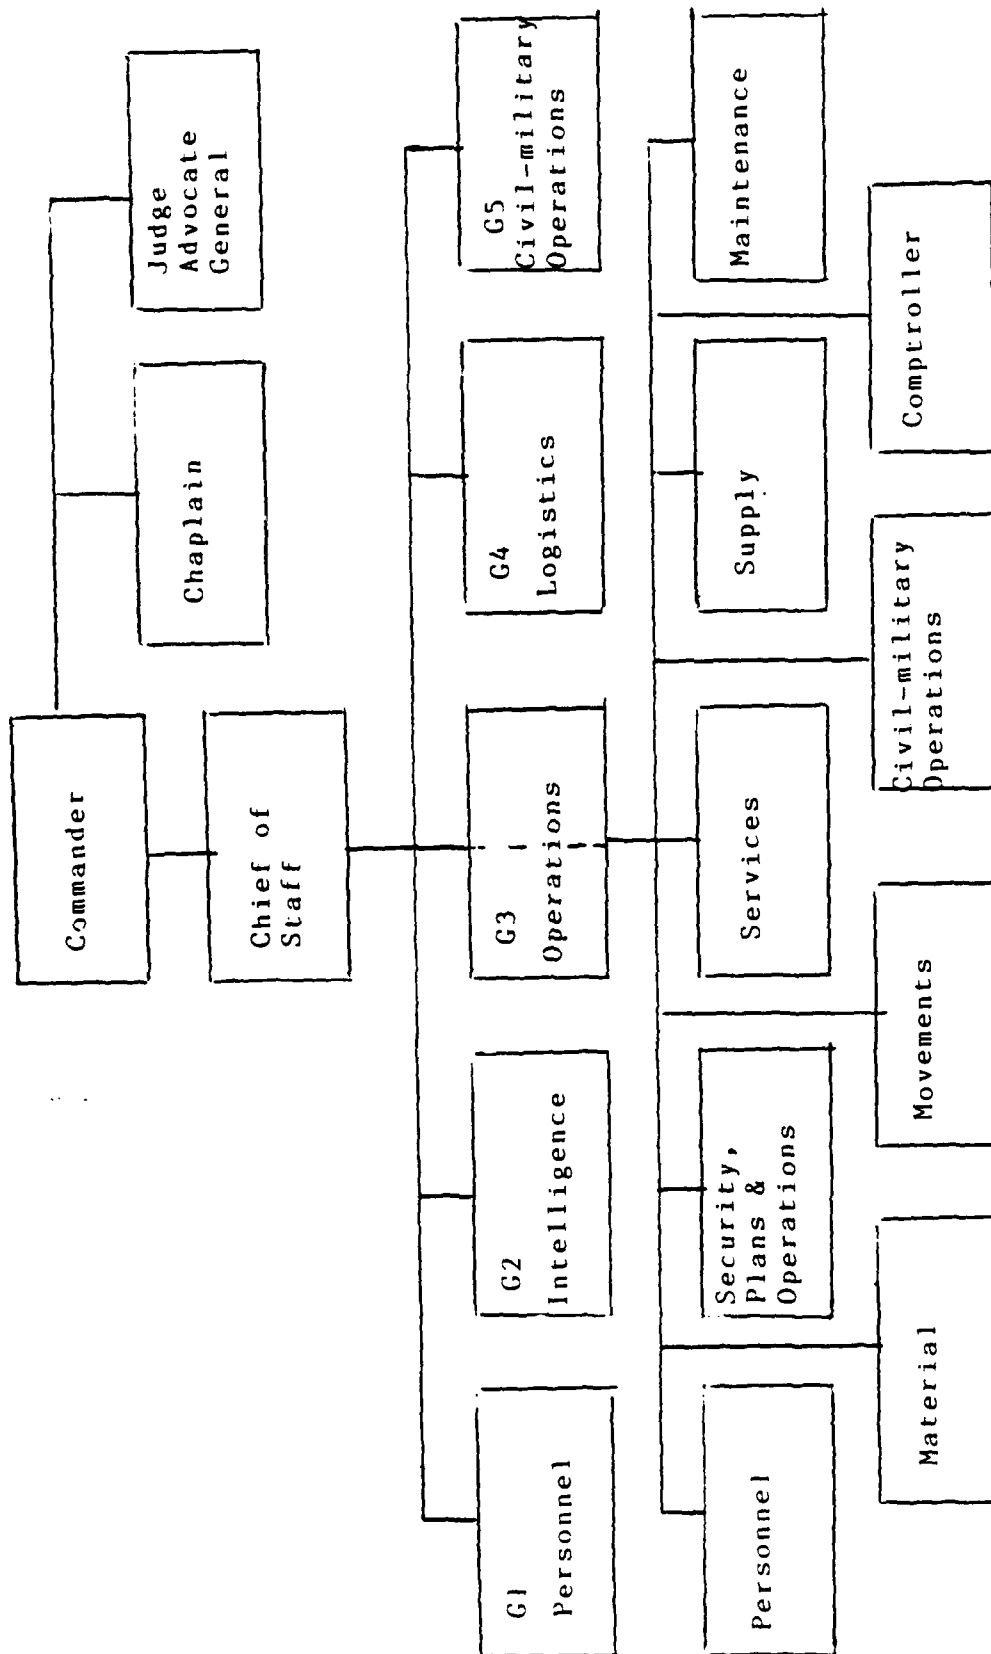 Commander
Chaplain
Judge
Advocate
General
Chief of
Staff
G1
Personnel
G2
Intelligence
G3
Operations
G4
Logistics
G5
Civil-military
Operations
Personnel
Security,
Plans &
Operations
Services
Supply
Maintenance
Material
Movements
Civil-military
Operations
Comptroller